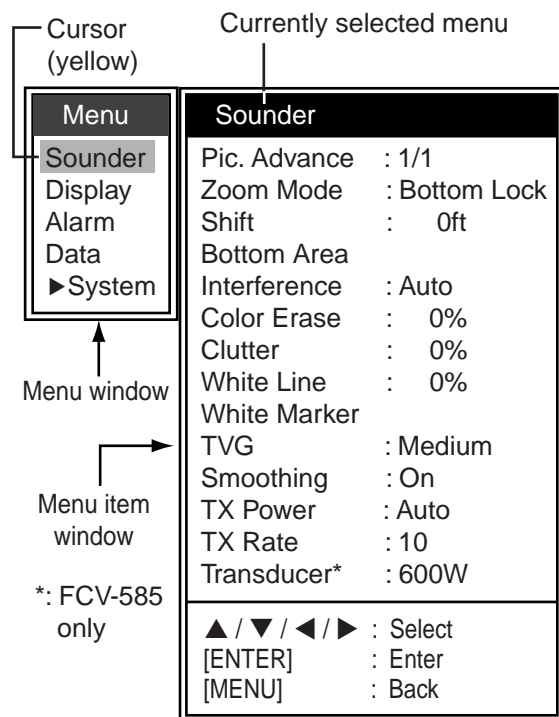 Cursor
(yellow)
Currently selected menu
Menu
Sounder
Display
Alarm
Data
▶System
Menu window
Menu item
window
*: FCV-585
only
Sounder
Pic. Advance : 1/1
Zoom Mode : Bottom Lock
Shift : 0ft
Bottom Area
Interference : Auto
Color Erase : 0%
Clutter : 0%
White Line : 0%
White Marker
TVG : Medium
Smoothing : On
TX Power : Auto
TX Rate : 10
Transducer* : 600W
▲ / ▼ / ◀ / ▶ : Select
[ENTER] : Enter
[MENU] : Back